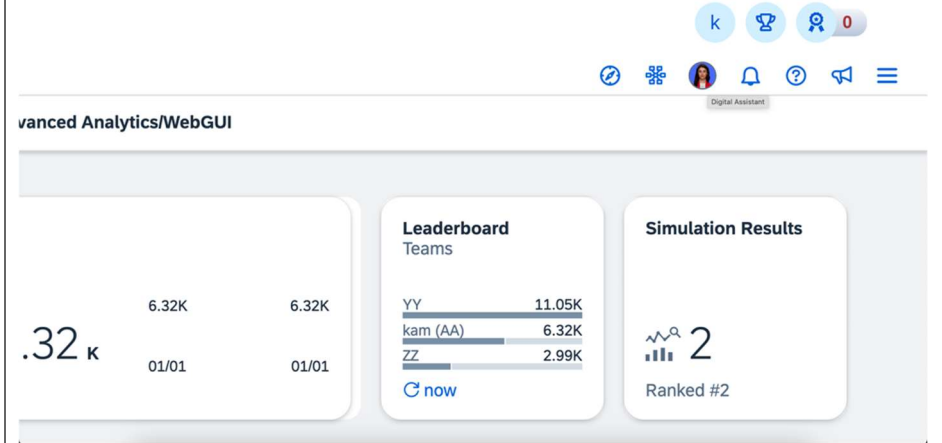 k
0
Digital Assistant
vanced Analytics/WebGUI
.32 K
6.32K 6.32K
01/01 01/01
Leaderboard
Teams
YY 11.05K
kam (AA) 6.32K
ZZ 2.99K
now
Simulation Results
2
Ranked #2